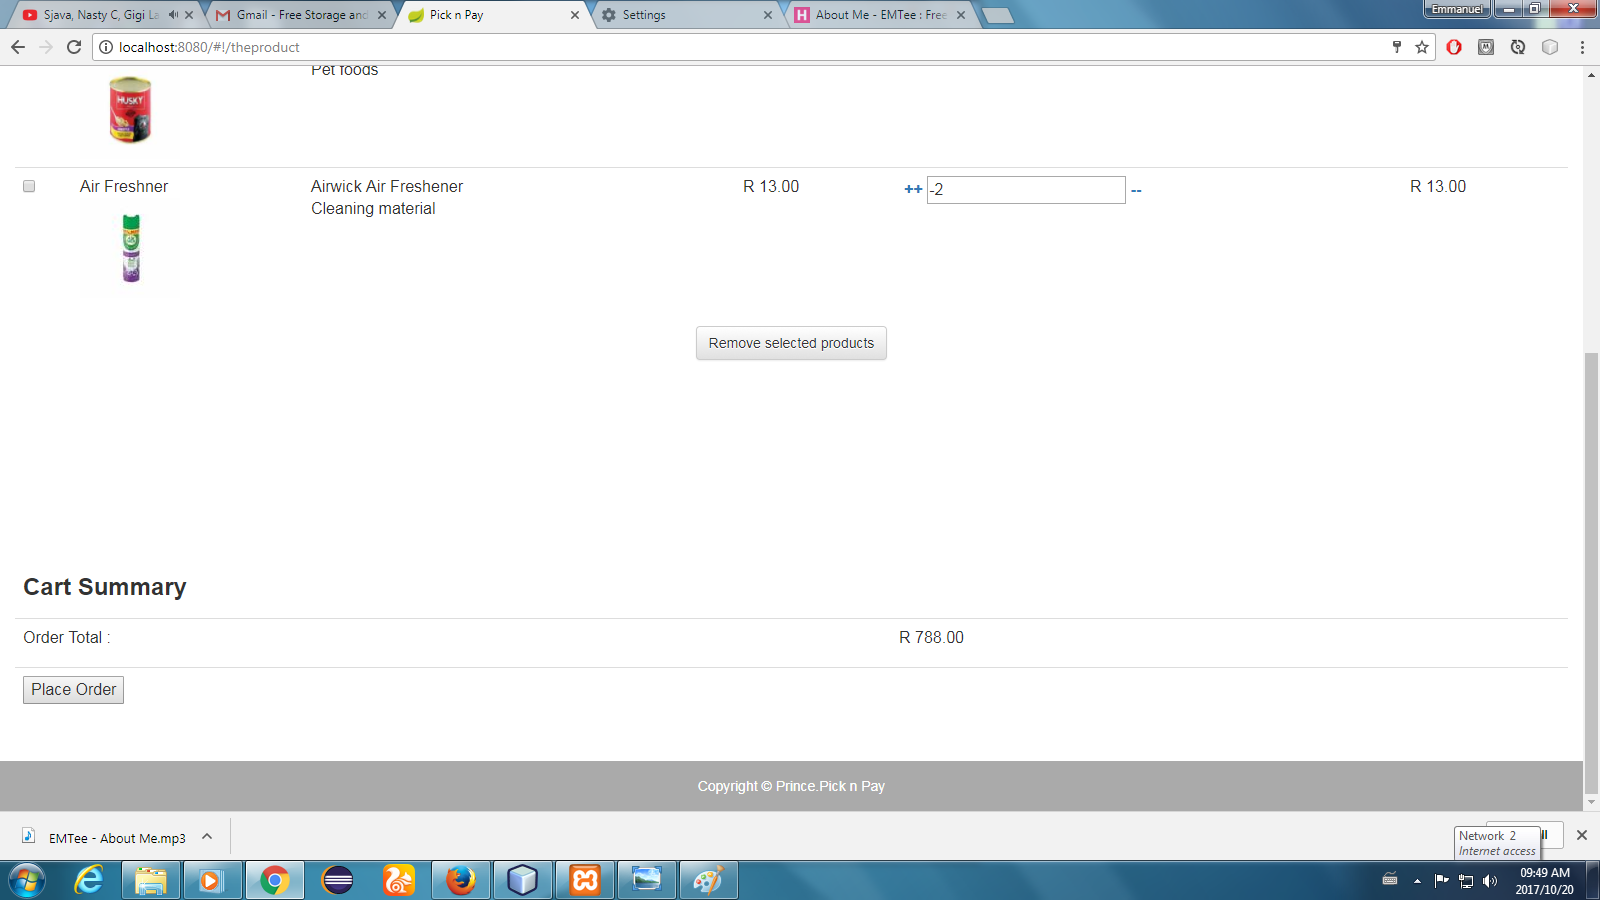 Sjava, Nasty C, Gigi La
Gmail - Free Storage and
Pick n Pay
Settings
About Me - EMTee : Free
Emmanuel
localhost:8080/#!/theproduct
Pet foods
HUSKY
Air Freshner
Airwick Air Freshener
R 13.00
++
-2
--
R 13.00
Cleaning material
Remove selected products
Cart Summary
Order Total :
R 788.00
Place Order
Copyright © Prince.Pick n Pay
EMTee - About Me.mp3
Network 2
Internet access
09:49 AM
2017/10/20